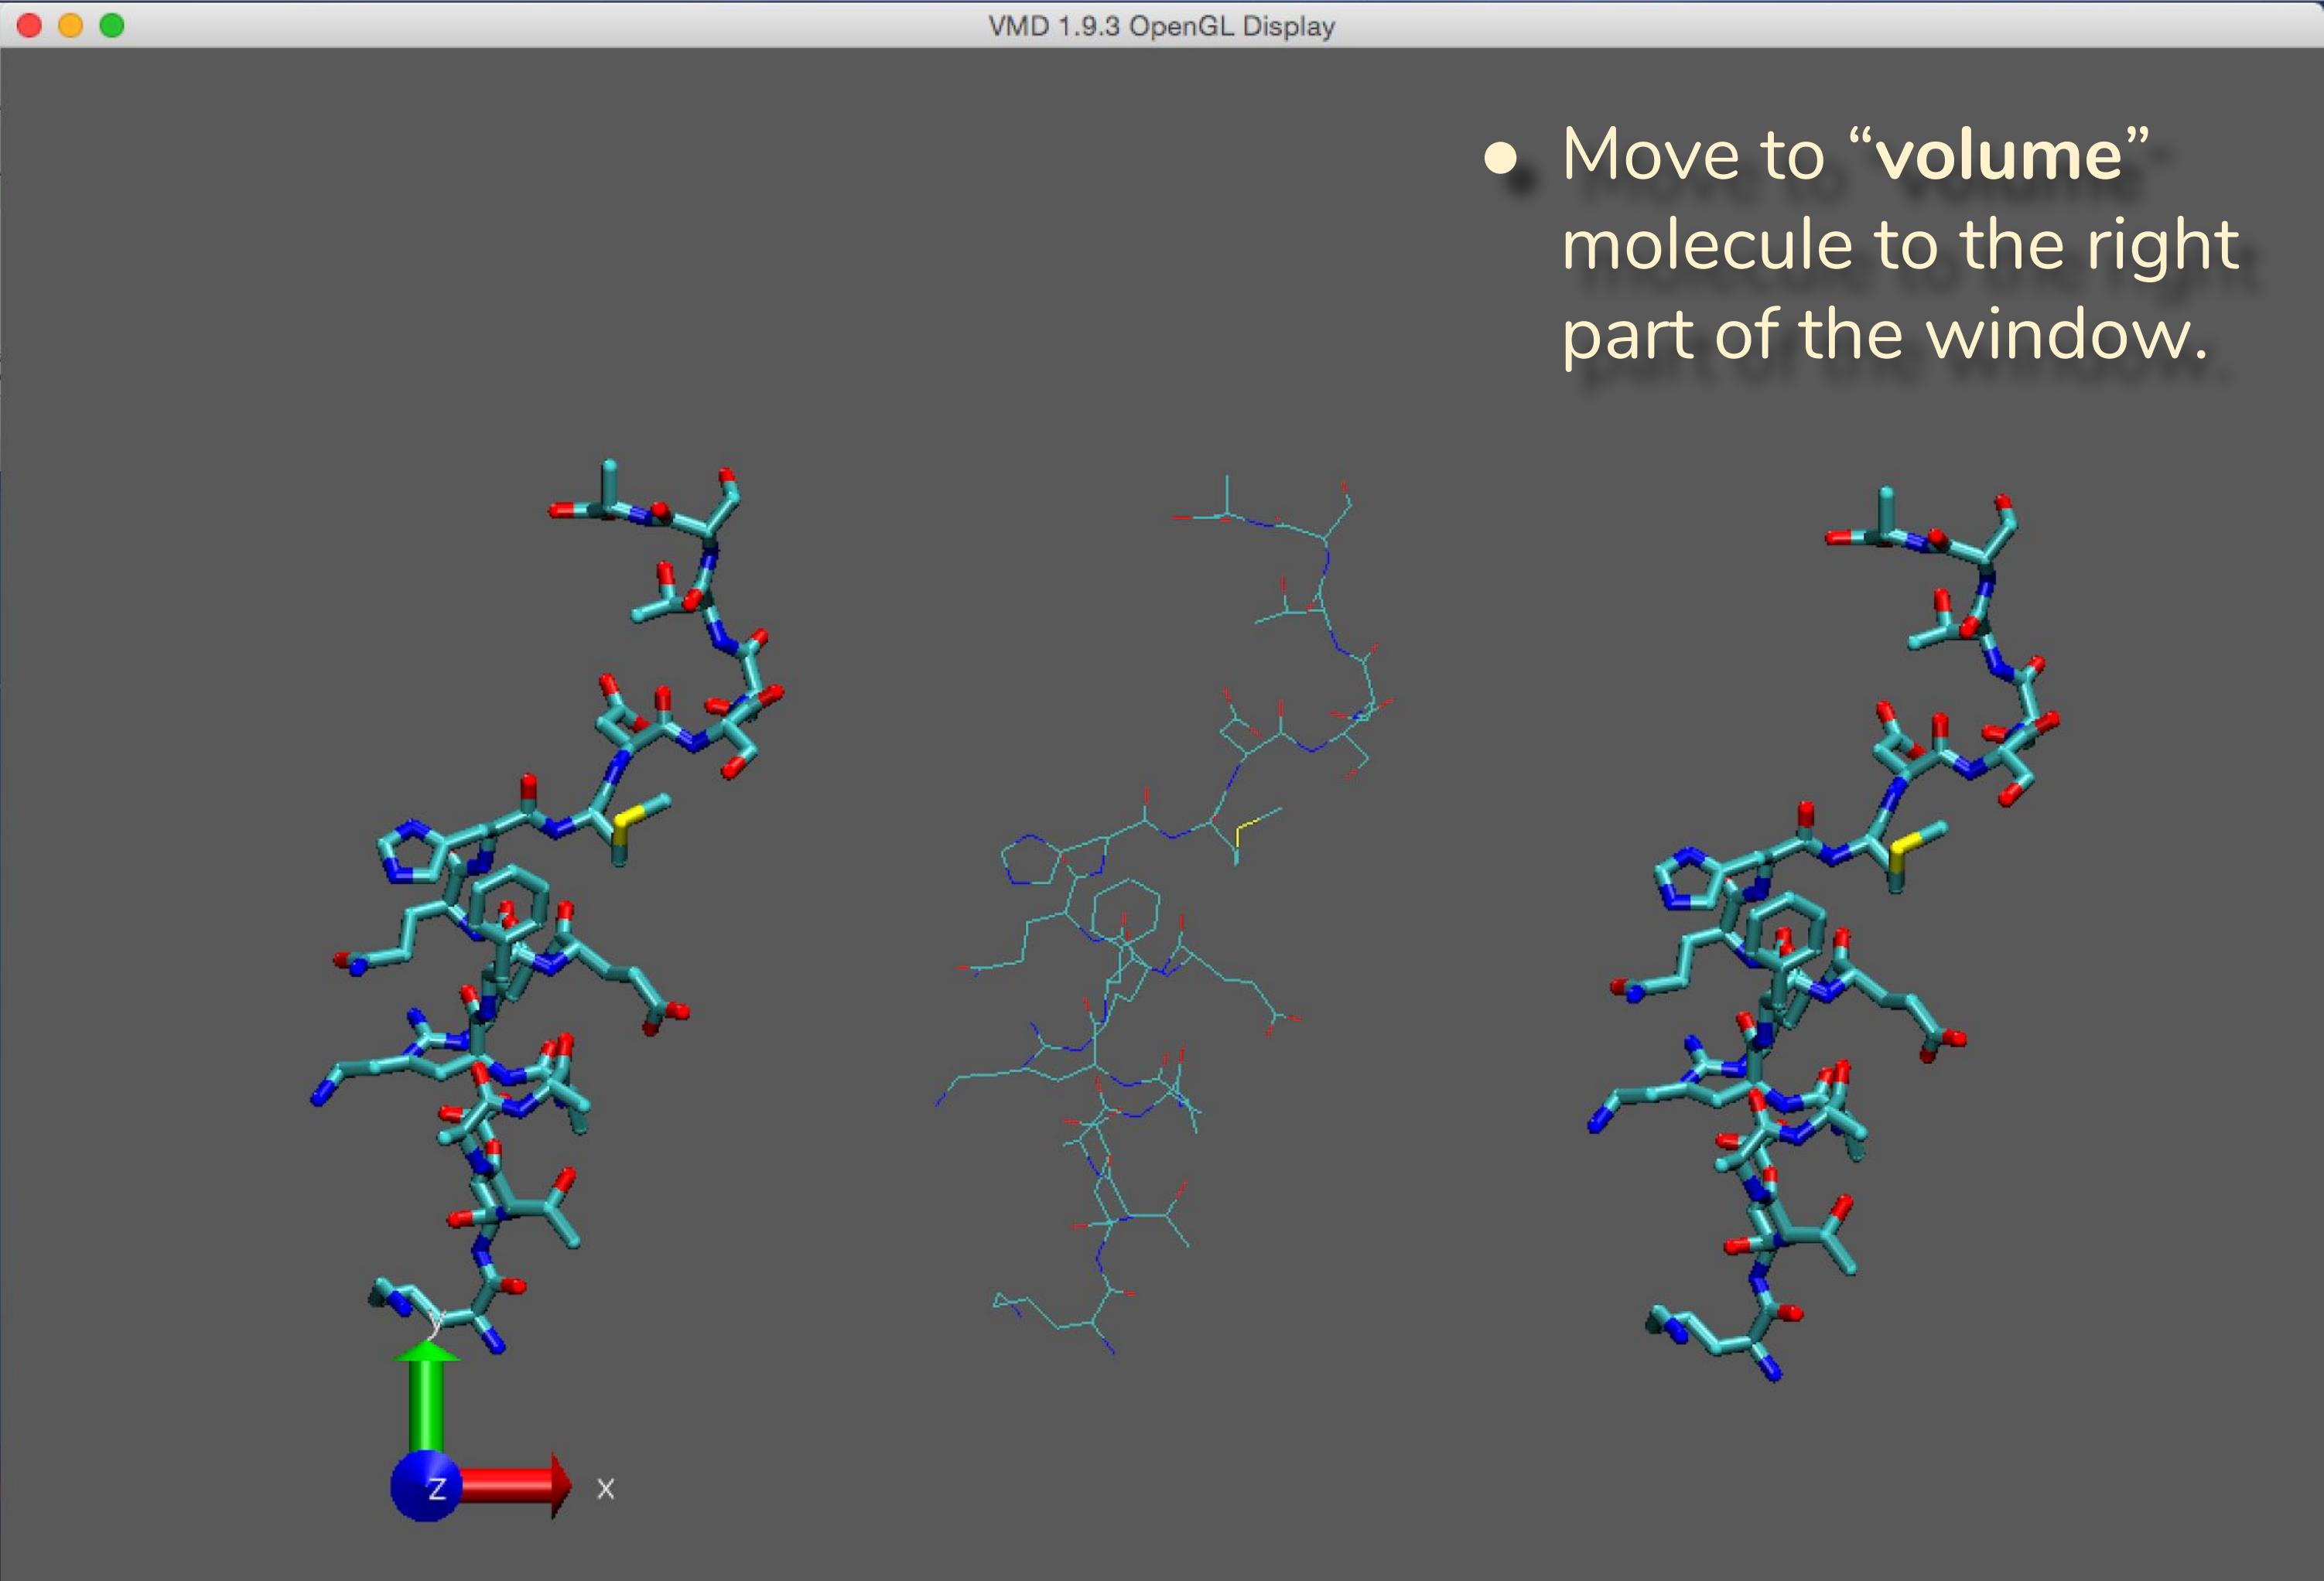 VMD 1.9.3 OpenGL Display
• Move to “volume”
molecule to the right
part of the window.
y
Z
X